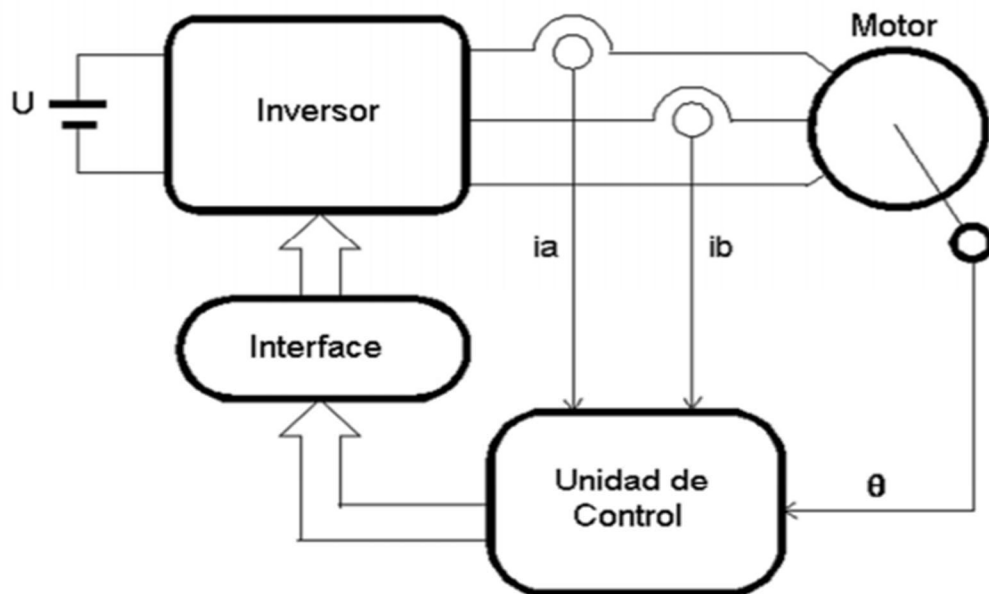 Motor
U
Inversor
ia
ib
Interface
Unidad de
Control
θ